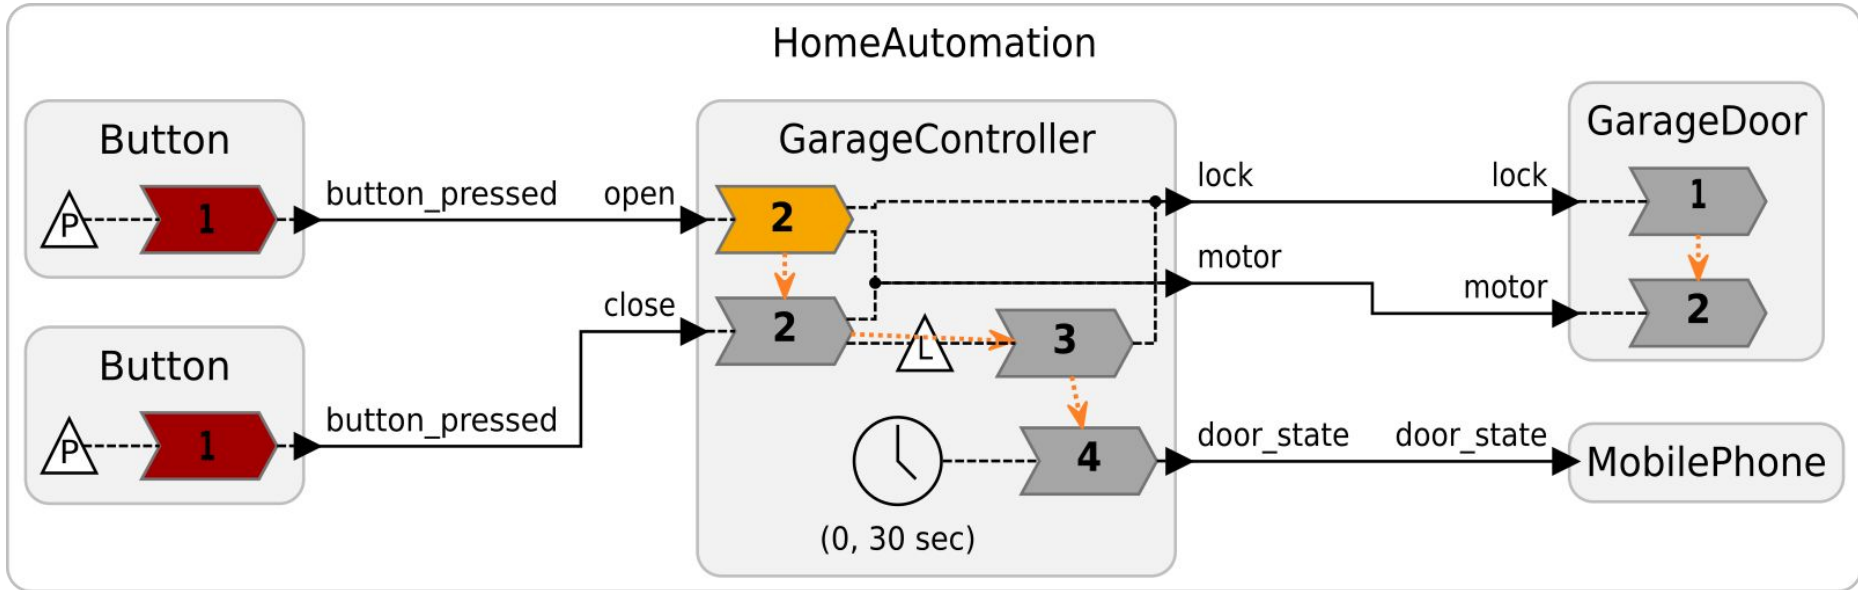 HomeAutomation
Button
P
1
button_pressed
open
GarageController
2
lock
lock
GarageDoor
1
motor
close
2
L
3
motor
2
Button
P
1
button_pressed
4
(0, 30 sec)
door_state
door_state
MobilePhone